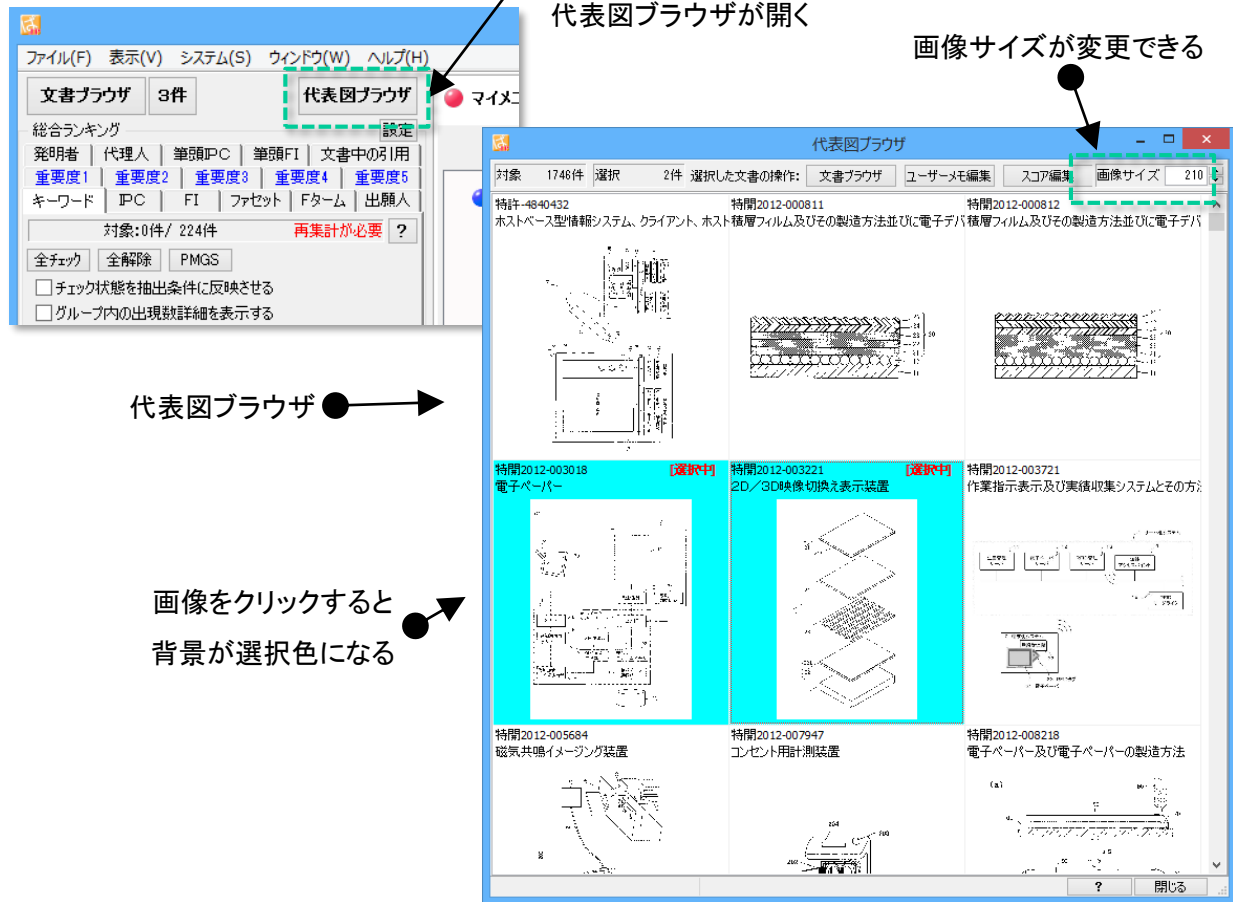 代表図ブラウザが開く
画像サイズが変更できる
ファイル(F) 表示(V) システム(S) ウィンドウ(W) ヘルプ(H)
文書ブラウザ 3件 代表図ブラウザ
総合ランキング 設定
発明者 代理人 筆頭IPC 筆頭FI 文書中の引用
重要度1 重要度2 重要度3 重要度4 重要度5
キーワード IPC FI ファセット Fターム 出願人
対象:0件/ 224件 再集計が必要 ?
全チェック 全解除 PMGS
チェック状態を抽出条件に反映させる
グループ内の出現数詳細を表示する
代表図ブラウザ
対象 1746件 選択 2件 選択した文書の操作: 文書ブラウザ ユーザーメモ編集 スコア編集 画像サイズ 210
特許-4840432 特開2012-000811 特開2012-000812
ホストベース型情報システム、クライアント、ホスト 積層フィルム及びその製造方法並びに電子デバ 積層フィルム及びその製造方法並びに電子デバ
代表図ブラウザ
特開2012-003018 [選択中] 特開2012-003221 [選択中] 特開2012-003721
電子ペーパー 2D/3D映像切換え表示装置 作業指示表示及び実績収集システムとその方法
画像をクリックすると
背景が選択色になる
特開2012-005684 特開2012-007947 特開2012-008218
磁気共鳴イメージング装置 コンセント用計測装置 電子ペーパー及び電子ペーパーの製造方法
(a)
? 閉じる